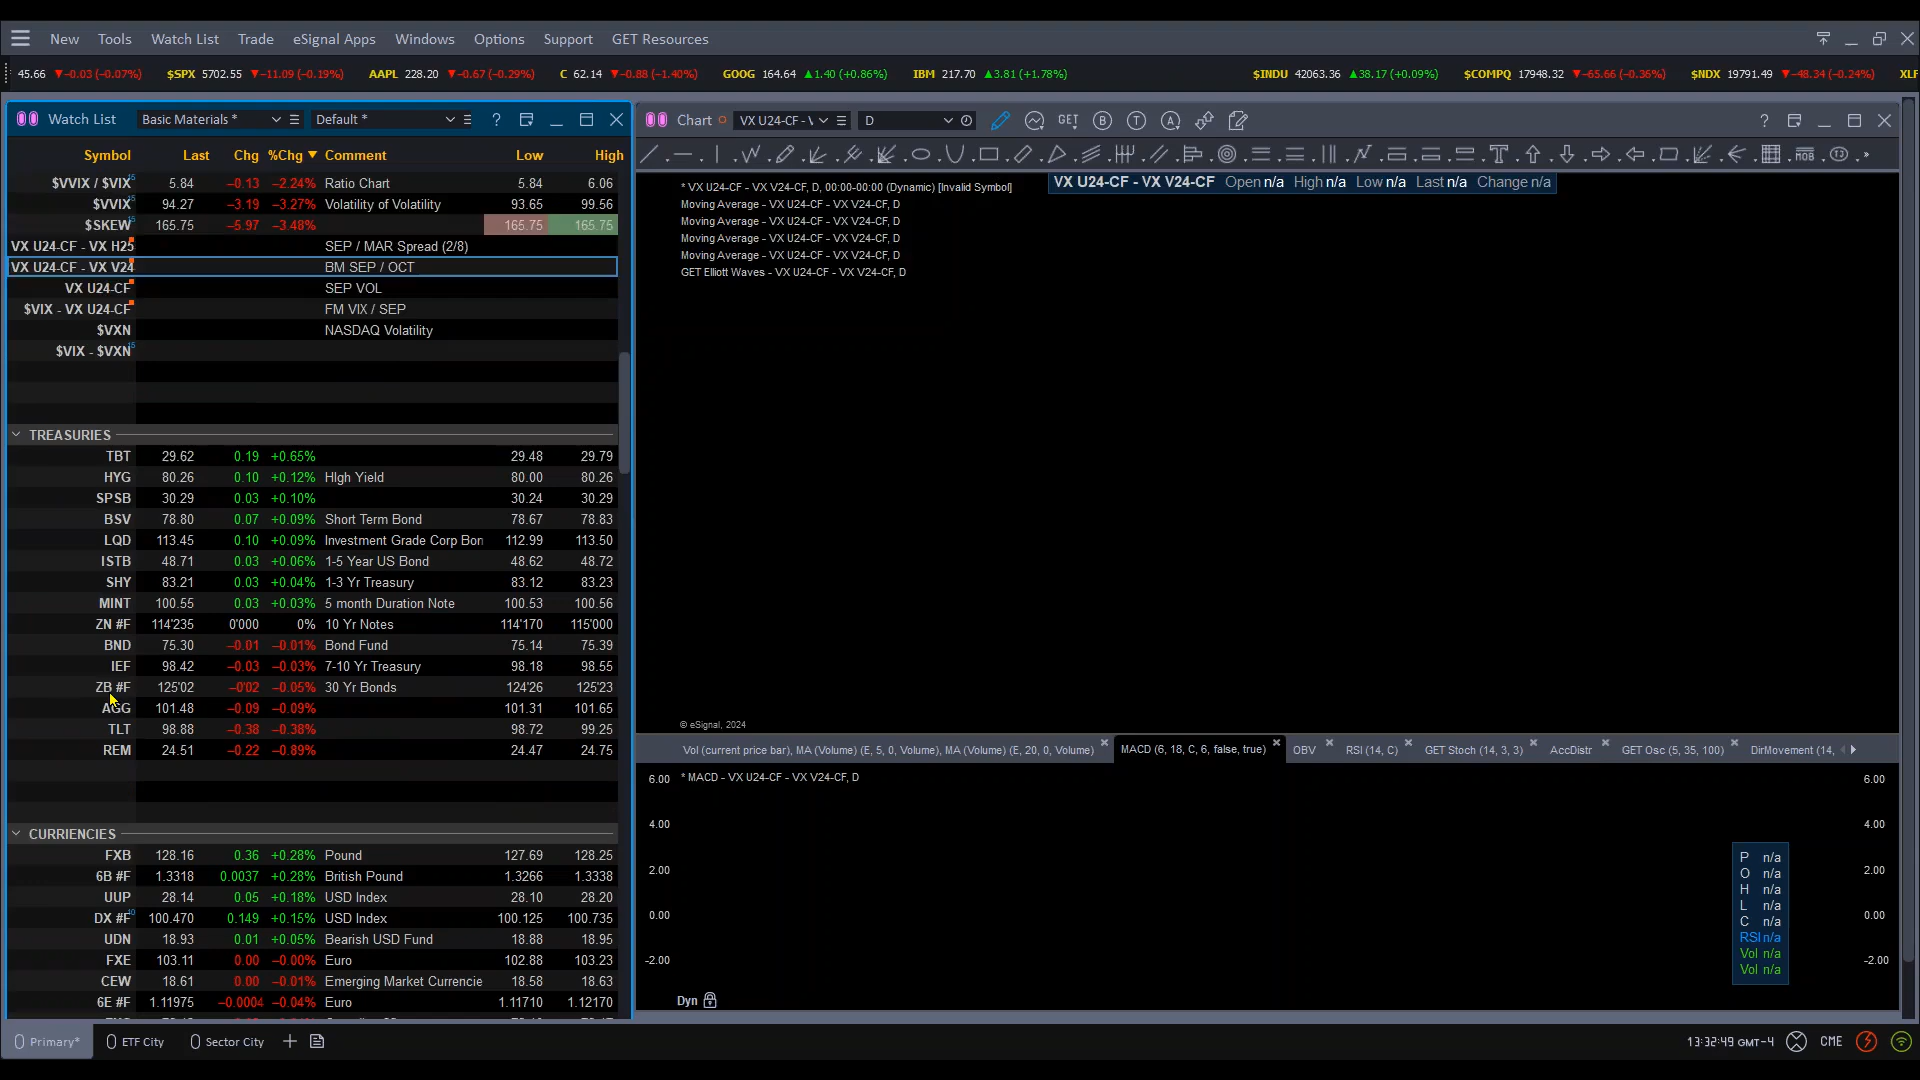 New Tools Watch List Trade eSignal Apps Windows Options Support GET Resources
45.66 ▼−0.03 (−0.07%) $SPX 5702.55 ▼−11.09 (−0.19%) AAPL 228.20 ▼−0.67 (−0.29%) C 62.14 ▼−0.88 (−1.40%) GOOG 164.64 ▲1.40 (+0.86%) IBM 217.70 ▲3.81 (+1.78%) $INDU 42063.36 ▲38.17 (+0.09%) $COMPQ 17948.32 ▼−65.66 (−0.36%) $NDX 19791.49 ▼−48.34 (−0.24%) XLF
Watch List Basic Materials * Default * ?
Symbol Last Chg %Chg ▼ Comment Low High
$VVIX / $VIX 15 5.84 −0.13 −2.24% Ratio Chart 5.84 6.06
$VVIX 15 94.27 −3.19 −3.27% Volatility of Volatility 93.65 99.56
$SKEW 15 165.75 −5.97 −3.48% 165.75 165.75
VX U24-CF - VX H25 SEP / MAR Spread (2/8)
VX U24-CF - VX V24 BM SEP / OCT
VX U24-CF SEP VOL
$VIX - VX U24-CF FM VIX / SEP
$VXN NASDAQ Volatility
$VIX - $VXN 15
TREASURIES
TBT 29.62 0.19 +0.65% 29.48 29.79
HYG 80.26 0.10 +0.12% HIgh Yield 80.00 80.26
SPSB 30.29 0.03 +0.10% 30.24 30.29
BSV 78.80 0.07 +0.09% Short Term Bond 78.67 78.83
LQD 113.45 0.10 +0.09% Investment Grade Corp Bon 112.99 113.50
ISTB 48.71 0.03 +0.06% 1-5 Year US Bond 48.62 48.72
SHY 83.21 0.03 +0.04% 1-3 Yr Treasury 83.12 83.23
MINT 100.55 0.03 +0.03% 5 month Duration Note 100.53 100.56
ZN #F 114'235 0'000 0% 10 Yr Notes 114'170 115'000
BND 75.30 −0.01 −0.01% Bond Fund 75.14 75.39
IEF 98.42 −0.03 −0.03% 7-10 Yr Treasury 98.18 98.55
ZB #F 125'02 −0'02 −0.05% 30 Yr Bonds 124'26 125'23
AGG 101.48 −0.09 −0.09% 101.31 101.65
TLT 98.88 −0.38 −0.38% 98.72 99.25
REM 24.51 −0.22 −0.89% 24.47 24.75
CURRIENCIES
FXB 128.16 0.36 +0.28% Pound 127.69 128.25
6B #F 1.3318 0.0037 +0.28% British Pound 1.3266 1.3338
UUP 28.14 0.05 +0.18% USD Index 28.10 28.20
DX #F 10 100.470 0.149 +0.15% USD Index 100.125 100.735
UDN 18.93 0.01 +0.05% Bearish USD Fund 18.88 18.95
FXE 103.11 0.00 −0.00% Euro 102.88 103.23
CEW 18.61 0.00 −0.01% Emerging Market Currencie 18.58 18.63
6E #F 1.11975 −0.0004 −0.04% Euro 1.11710 1.12170
Chart VX U24-CF - V D GET B T A ?
T MOB TJ »
* VX U24-CF - VX V24-CF, D, 00:00-00:00 (Dynamic) [Invalid Symbol]
VX U24-CF - VX V24-CF Open n/a High n/a Low n/a Last n/a Change n/a
Moving Average - VX U24-CF - VX V24-CF, D
Moving Average - VX U24-CF - VX V24-CF, D
Moving Average - VX U24-CF - VX V24-CF, D
Moving Average - VX U24-CF - VX V24-CF, D
GET Elliott Waves - VX U24-CF - VX V24-CF, D
© eSignal, 2024
Vol (current price bar), MA (Volume) (E, 5, 0, Volume), MA (Volume) (E, 20, 0, Volume) MACD (6, 18, C, 6, false, true) OBV RSI (14, C) GET Stoch (14, 3, 3) AccDistr GET Osc (5, 35, 100) DirMovement (14,
* MACD - VX U24-CF - VX V24-CF, D
6.00 6.00
4.00 4.00
2.00 2.00
0.00 0.00
-2.00 -2.00
P n/a
O n/a
H n/a
L n/a
C n/a
RSI n/a
Vol n/a
Vol n/a
Dyn
Primary* ETF City Sector City
13:32:49 GMT-4 CME